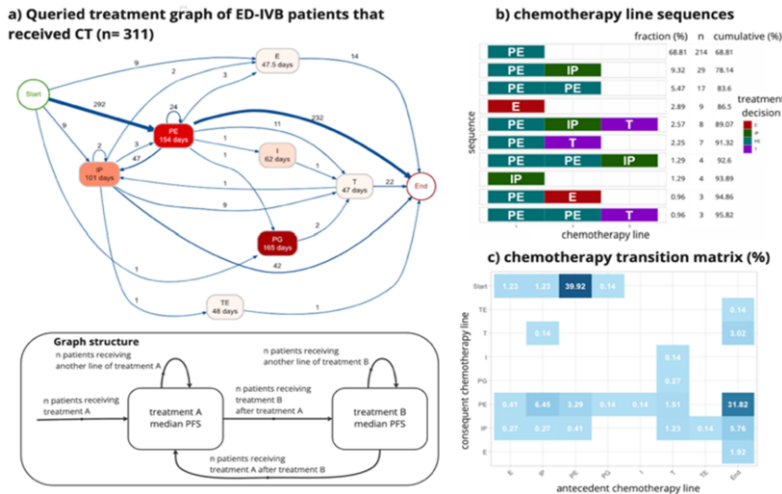 a) Queried treatment graph of ED-IVB patients that
received CT (n= 311)
E
47.5 days
14
9
2
3
Start
292
24
PE
154 days
232
11
9
2
3
1
I
62 days
IP
101 days
47
1
1
1
T
47 days
22
End
9
PG
165 days
2
42
1
1
TE
48 days
1
Graph structure
n patients receiving
another line of treatment A
n patients receiving
another line of treatment B
n patients receiving
treatment A
treatment A
median PFS
n patients receiving
treatment B
after treatment A
treatment B
median PFS
n patients receiving
treatment A after treatment B
b) chemotherapy line sequences
fraction (%) n cumulative (%)
PE 68.81 214 68.81
PE IP 9.32 29 78.14
PE PE 5.47 17 83.6
E 2.89 9 86.5
PE IP T 2.57 8 89.07
PE T 2.25 7 91.32
PE PE IP 1.29 4 92.6
IP 1.29 4 93.89
PE E 0.96 3 94.86
PE PE T 0.96 3 95.82
sequence
chemotherapy line
treatment
decision
E
IP
PE
T
c) chemotherapy transition matrix (%)
consequent chemotherapy line
Start 1.23 1.23 39.92 0.14
TE 0.14
T 0.14 3.02
I 0.14
PG 0.27
PE 0.41 6.45 3.29 0.14 0.14 1.51 31.82
IP 0.27 0.27 0.41 1.23 0.14 5.76
E 1.92
E IP PE PG I T TE End
antecedent chemotherapy line